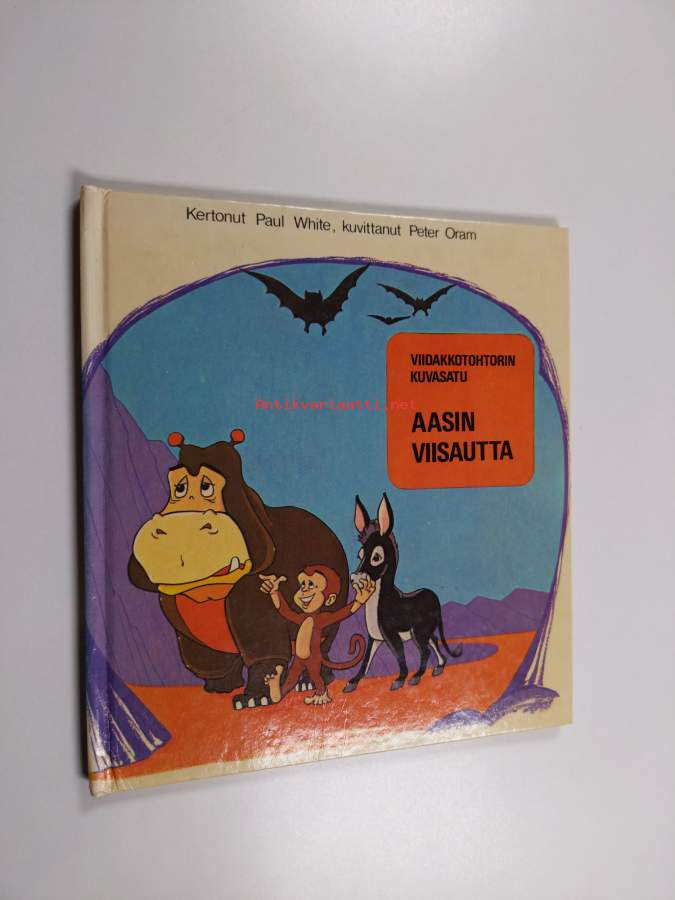 Kertonut Paul White, kuvittanut Peter Oram
VIIDAKKOTOHTORIN
KUVASATU
AASIN
VIISAUTTA
Antikvariaatti.net